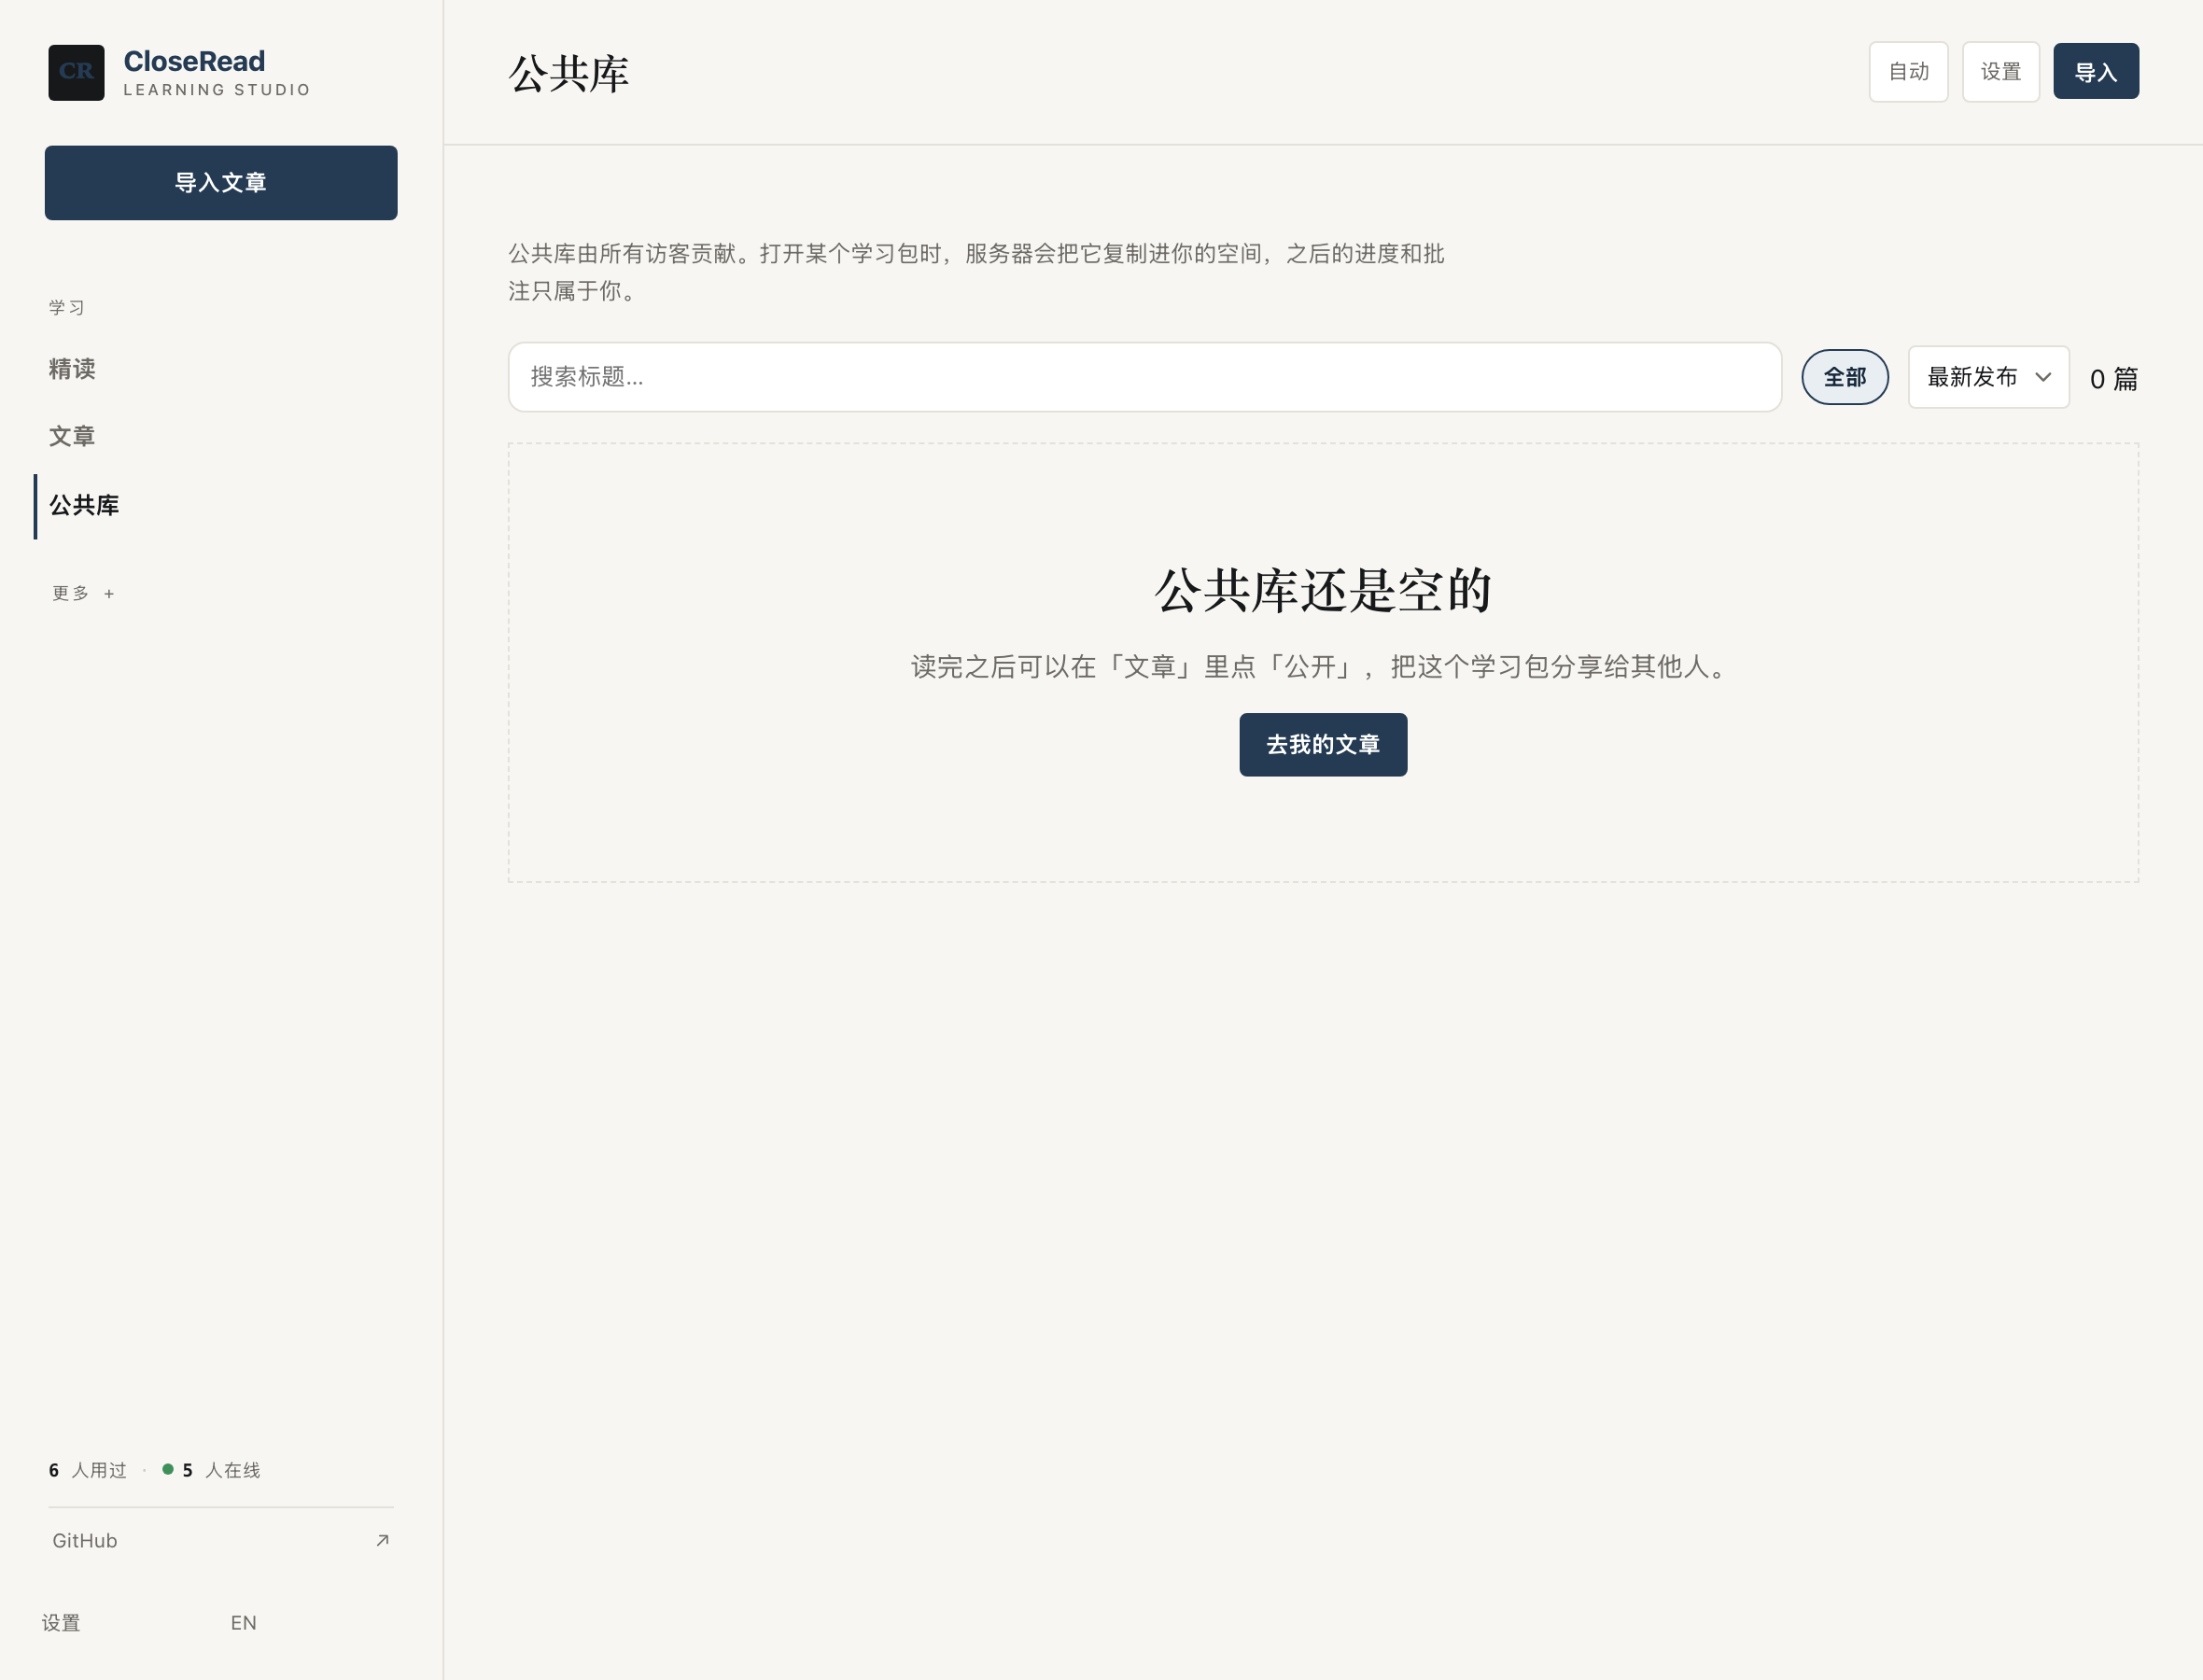 CR
CloseRead
LEARNING STUDIO
导入文章
学习
精读
文章
公共库
更多 +
6 人用过 · 5 人在线
GitHub ↗
设置 EN
公共库
自动 设置 导入
公共库由所有访客贡献。打开某个学习包时，服务器会把它复制进你的空间，之后的进度和批
注只属于你。
搜索标题... 全部 最新发布 0 篇
公共库还是空的
读完之后可以在「文章」里点「公开」，把这个学习包分享给其他人。
去我的文章